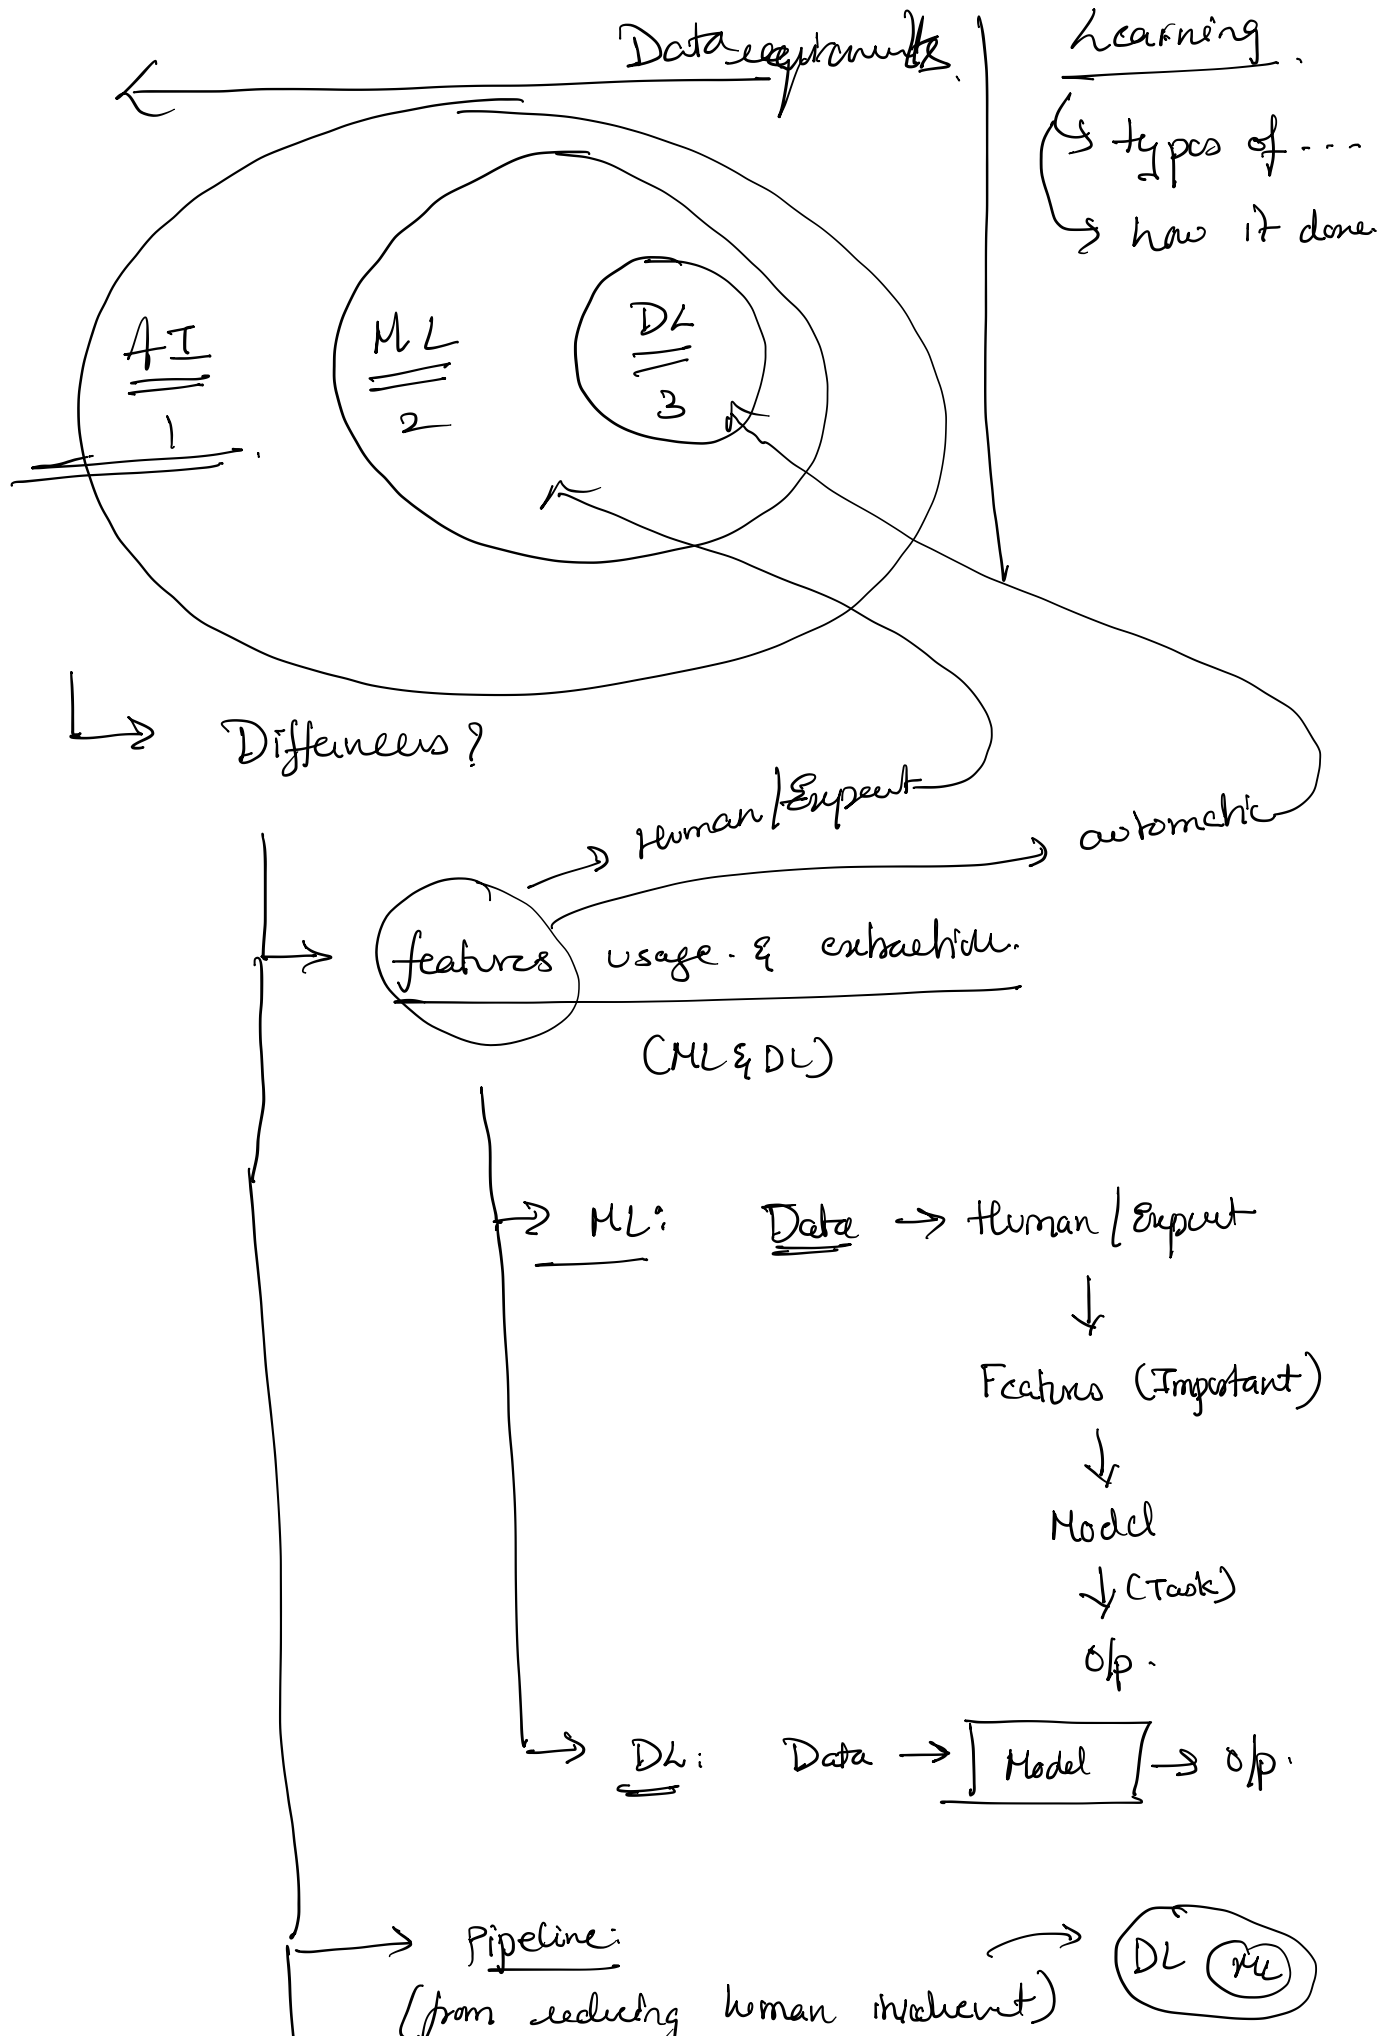 Data requirements.
Learning.
types of ...
how it done
AI
1
ML
2
DL
3
Differences?
Human/Expert
automatic
features usage. & extraction.
(ML & DL)
ML: Data → Human/Expert
↓
Features (Important)
↓
Model
↓ (Task)
O/p.
DL: Data → Model → O/p.
Pipeline:
DL ML
(from reducing human involvement)